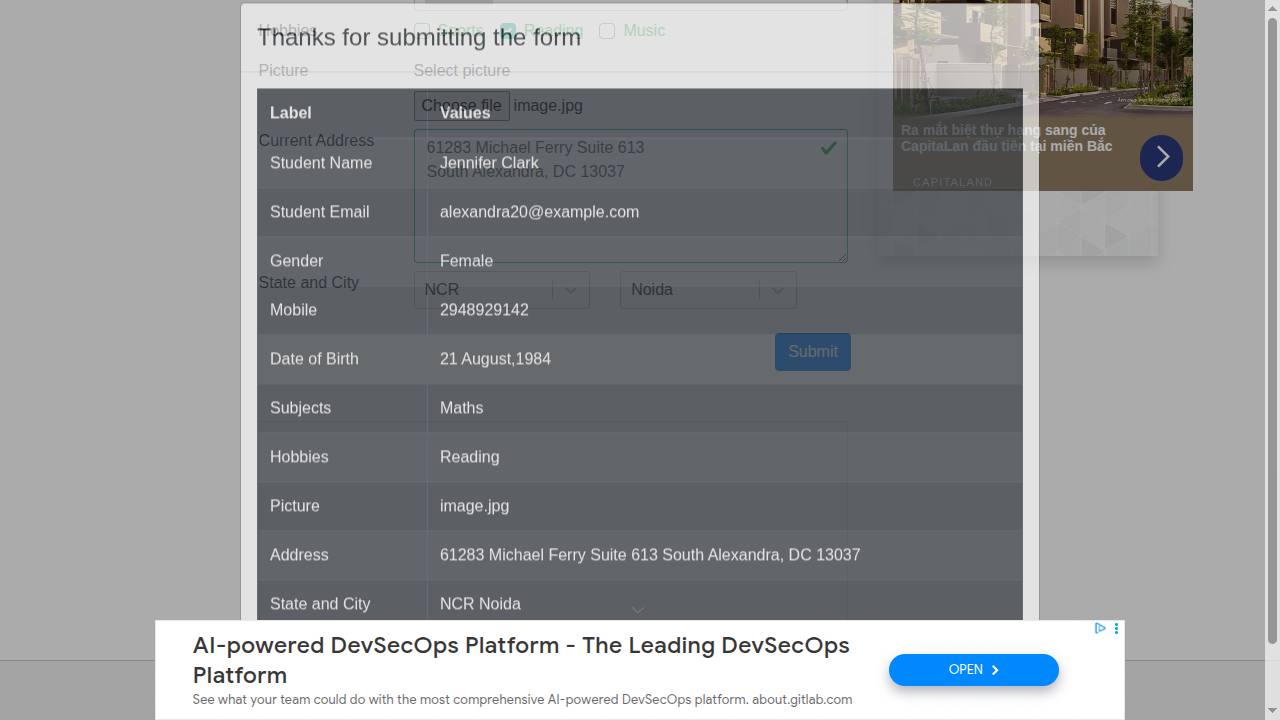 Thanks for submitting the form
Hobbies
Sports
Reading
Music
Picture
Select picture
Choose file image.jpg
Current Address
61283 Michael Ferry Suite 613
South Alexandra, DC 13037
State and City
NCR
Noida
Submit
Label Values
Student Name Jennifer Clark
Student Email alexandra20@example.com
Gender Female
Mobile 2948929142
Date of Birth 21 August,1984
Subjects Maths
Hobbies Reading
Picture image.jpg
Address 61283 Michael Ferry Suite 613 South Alexandra, DC 13037
State and City NCR Noida
Ra mắt biệt thự hạng sang của
CapitaLan đầu tiên tại miền Bắc
CAPITALAND
AI-powered DevSecOps Platform - The Leading DevSecOps
Platform
See what your team could do with the most comprehensive AI-powered DevSecOps platform. about.gitlab.com
OPEN